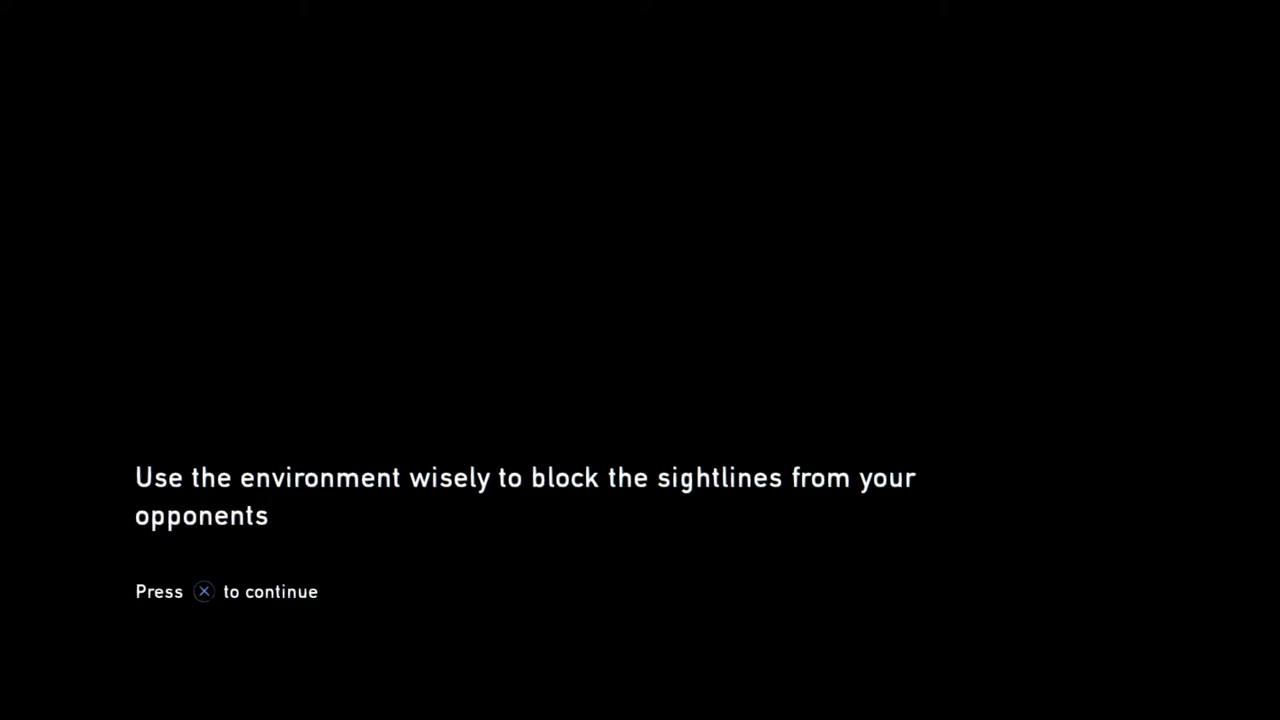 Use the environment wisely to block the sightlines from your
opponents
Press ⓧ to continue